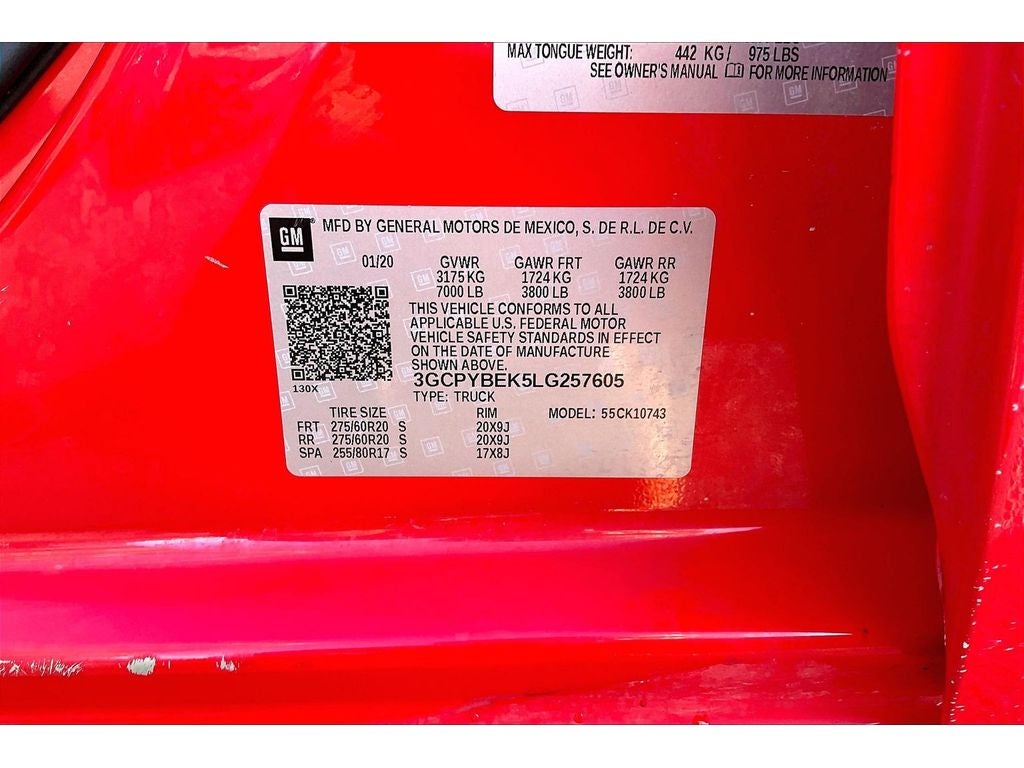 MAX TONGUE WEIGHT: 442 KG/ 975 LBS
SEE OWNER'S MANUAL FOR MORE INFORMATION
GM
MFD BY GENERAL MOTORS DE MEXICO, S. DE R.L. DE C.V.
01/20 GVWR GAWR FRT GAWR RR
3175 KG 1724 KG 1724 KG
7000 LB 3800 LB 3800 LB
THIS VEHICLE CONFORMS TO ALL
APPLICABLE U.S. FEDERAL MOTOR
VEHICLE SAFETY STANDARDS IN EFFECT
ON THE DATE OF MANUFACTURE
SHOWN ABOVE.
3GCPYBEK5LG257605
130X
TYPE: TRUCK
TIRE SIZE RIM MODEL: 55CK10743
FRT 275/60R20 S 20X9J
RR 275/60R20 S 20X9J
SPA 255/80R17 S 17X8J